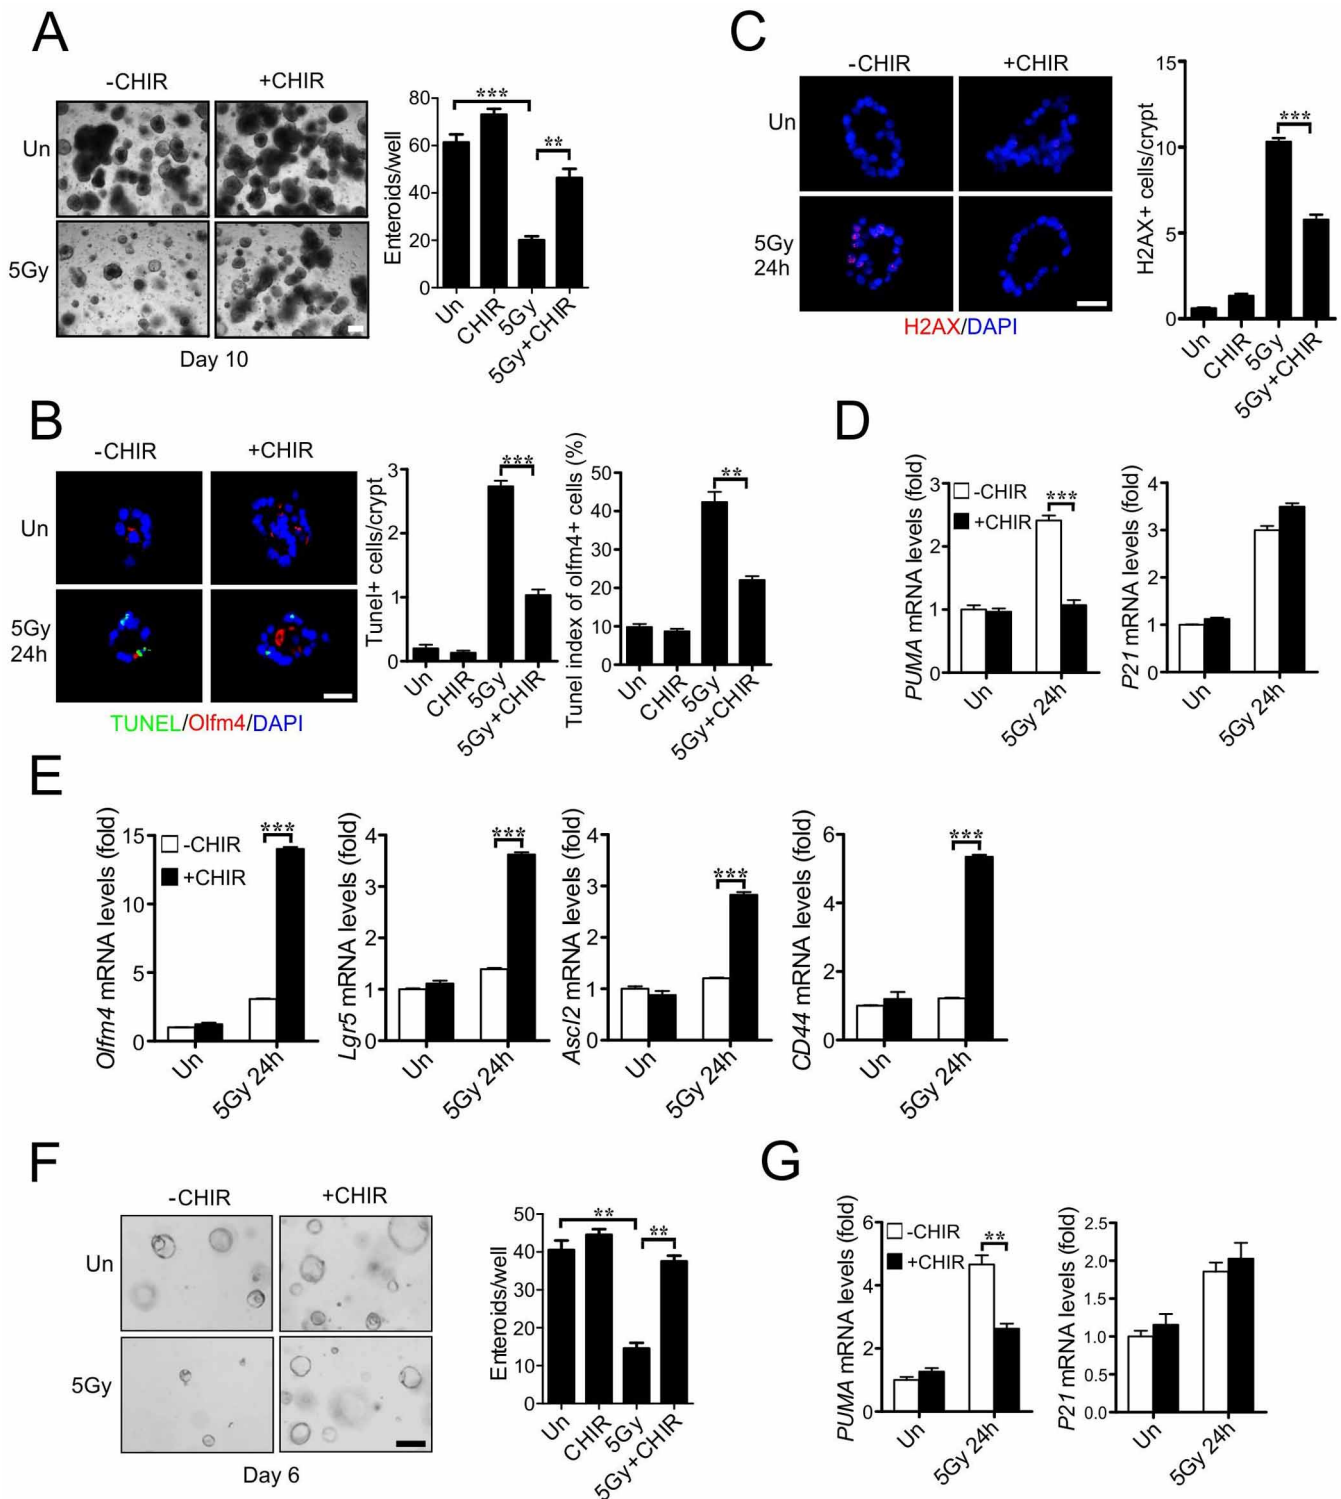 A
-CHIR +CHIR
Un
5Gy
Day 10
Enteroids/well
80
60
40
20
0
***
**
Un
CHIR
5Gy
5Gy+CHIR
C
-CHIR +CHIR
Un
5Gy
24h
H2AX/DAPI
H2AX+ cells/crypt
15
10
5
0
***
Un
CHIR
5Gy
5Gy+CHIR
B
-CHIR +CHIR
Un
5Gy
24h
TUNEL/Olfm4/DAPI
Tunel+ cells/crypt
3
2
1
0
***
Un
CHIR
5Gy
5Gy+CHIR
Tunel index of olfm4+ cells (%)
50
40
30
20
10
0
**
Un
CHIR
5Gy
5Gy+CHIR
D
PUMA mRNA levels (fold)
3
2
1
0
-CHIR
+CHIR
***
Un
5Gy 24h
P21 mRNA levels (fold)
4
3
2
1
0
Un
5Gy 24h
E
Olfm4 mRNA levels (fold)
15
10
5
0
-CHIR
+CHIR
***
Un
5Gy 24h
Lgr5 mRNA levels (fold)
4
3
2
1
0
***
Un
5Gy 24h
Ascl2 mRNA levels (fold)
4
3
2
1
0
***
Un
5Gy 24h
CD44 mRNA levels (fold)
6
4
2
0
***
Un
5Gy 24h
F
-CHIR +CHIR
Un
5Gy
Day 6
Enteroids/well
50
40
30
20
10
0
**
**
Un
CHIR
5Gy
5Gy+CHIR
G
PUMA mRNA levels (fold)
6
4
2
0
-CHIR
+CHIR
**
Un
5Gy 24h
P21 mRNA levels (fold)
2.5
2.0
1.5
1.0
0.5
0.0
Un
5Gy 24h